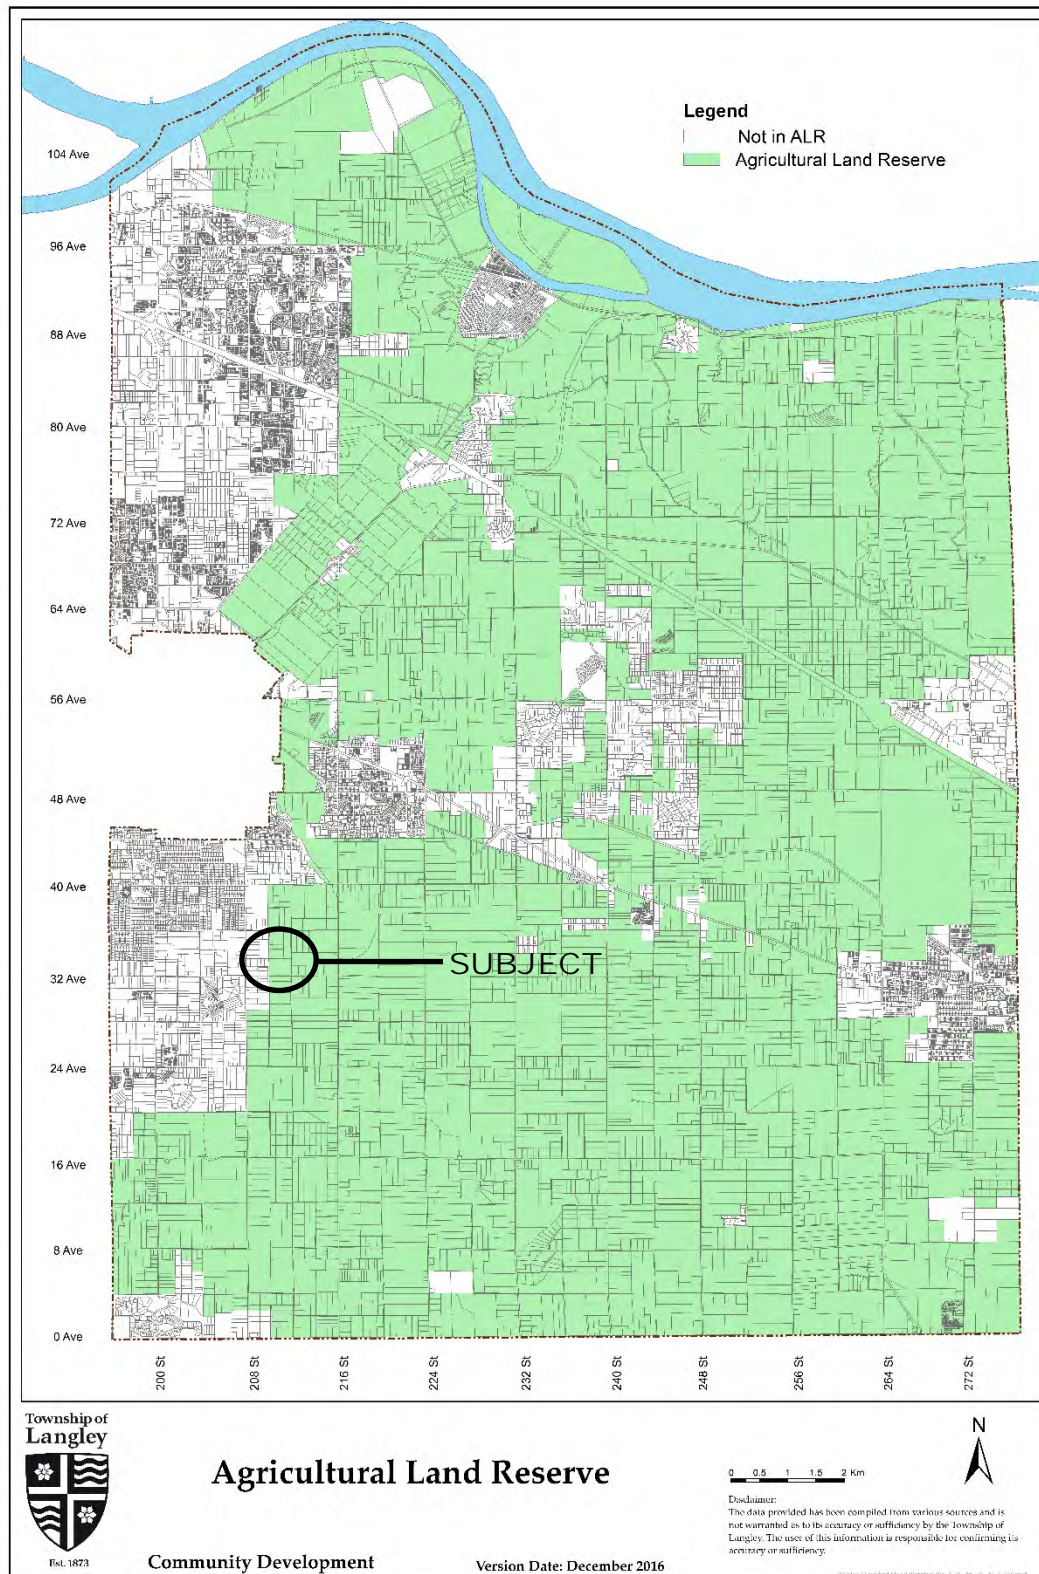 Legend
Not in ALR
Agricultural Land Reserve
104 Ave
96 Ave
88 Ave
80 Ave
72 Ave
64 Ave
56 Ave
48 Ave
40 Ave
SUBJECT
32 Ave
24 Ave
16 Ave
8 Ave
0 Ave
200 St
208 St
216 St
224 St
232 St
240 St
248 St
256 St
264 St
272 St
Township of
Langley
Est. 1873
Agricultural Land Reserve
Community Development
Version Date: December 2016
N
0 0.5 1 1.5 2 Km
Disclaimer:
The data provided has been compiled from various sources and is
not warranted as to its accuracy or sufficiency by the Township of
Langley. The user of this information is responsible for confirming its
accuracy or sufficiency.